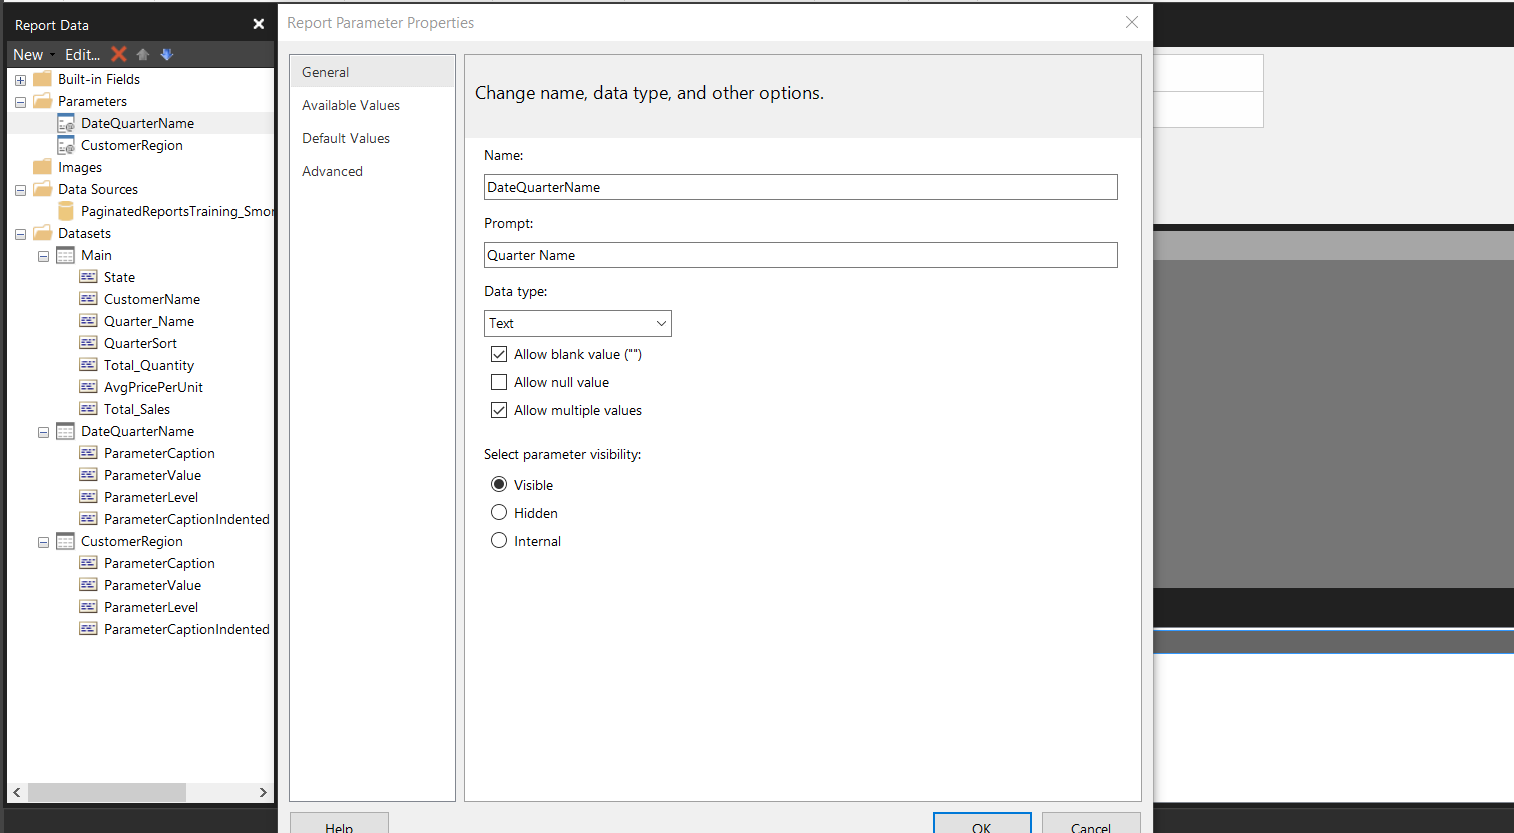 Report Data
New Edit...
Built-in Fields
Parameters
DateQuarterName
CustomerRegion
Images
Data Sources
PaginatedReportsTraining_Smo
Datasets
Main
State
CustomerName
Quarter_Name
QuarterSort
Total_Quantity
AvgPricePerUnit
Total_Sales
DateQuarterName
ParameterCaption
ParameterValue
ParameterLevel
ParameterCaptionIndented
CustomerRegion
ParameterCaption
ParameterValue
ParameterLevel
ParameterCaptionIndented
Report Parameter Properties
General
Available Values
Default Values
Advanced
Change name, data type, and other options.
Name:
DateQuarterName
Prompt:
Quarter Name
Data type:
Text
Allow blank value ("")
Allow null value
Allow multiple values
Select parameter visibility:
Visible
Hidden
Internal
Help
OK
Cancel